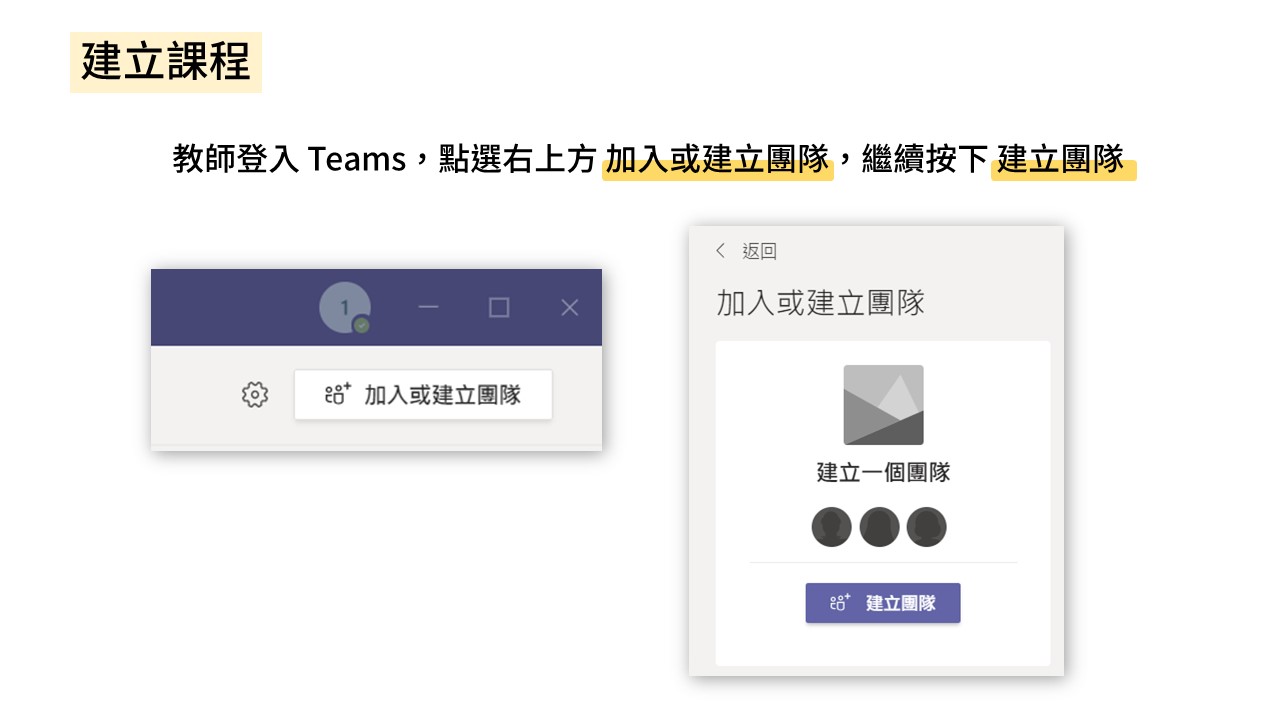 建立課程
教師登入 Teams，點選右上方 加入或建立團隊，繼續按下 建立團隊
1
加入或建立團隊
返回
加入或建立團隊
建立一個團隊
建立團隊